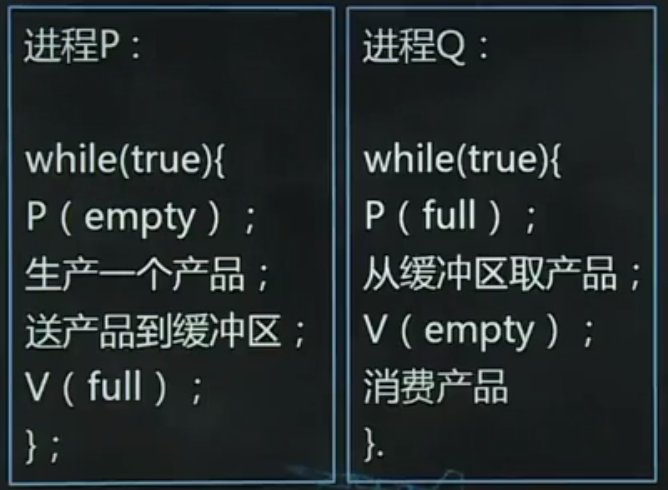 进程P：
while(true){
P（empty）；
生产一个产品；
送产品到缓冲区；
V（full）；
}；
进程Q：
while(true){
P（full）；
从缓冲区取产品；
V（empty）；
消费产品
}.